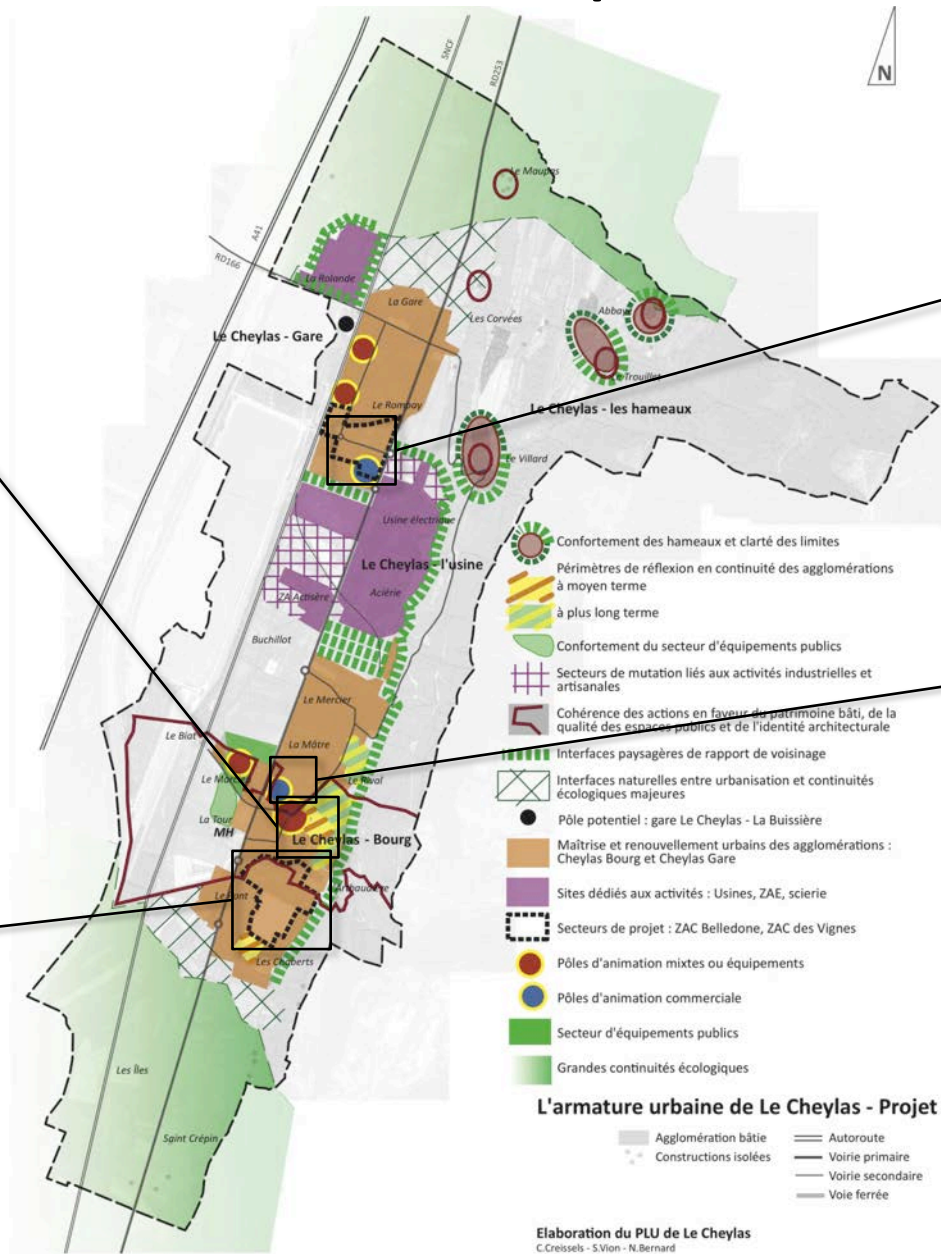 N
SNCF
RD253
A41
RD166
Le Maupas
La Rolande
La Gare
Les Corvées
Abbaye
Le Cheylas - Gare
Le Trouillet
Le Rompay
Le Cheylas - les hameaux
Le Villard
Usine électrique
Le Cheylas - l'usine
Aciérie
ZA Actisère
Buchillot
Le Mercier
La Mâtre
Le Biat
Le Rival
La Tour
MH
Le Cheylas - Bourg
Les Chaberts
Les Îles
Saint Crépin
Confortement des hameaux et clarté des limites
Périmètres de réflexion en continuité des agglomérations
à moyen terme
à plus long terme
Confortement du secteur d'équipements publics
Secteurs de mutation liés aux activités industrielles et
artisanales
Cohérence des actions en faveur du patrimoine bâti, de la
qualité des espaces publics et de l'identité architecturale
Interfaces paysagères de rapport de voisinage
Interfaces naturelles entre urbanisation et continuités
écologiques majeures
Pôle potentiel : gare Le Cheylas - La Buissière
Maîtrise et renouvellement urbains des agglomérations :
Cheylas Bourg et Cheylas Gare
Sites dédiés aux activités : Usines, ZAE, scierie
Secteurs de projet : ZAC Belledone, ZAC des Vignes
Pôles d'animation mixtes ou équipements
Pôles d'animation commerciale
Secteur d'équipements publics
Grandes continuités écologiques
L'armature urbaine de Le Cheylas - Projet
Agglomération bâtie
Constructions isolées
Autoroute
Voirie primaire
Voirie secondaire
Voie ferrée
Elaboration du PLU de Le Cheylas
C.Creissels - S.Vion - N.Bernard